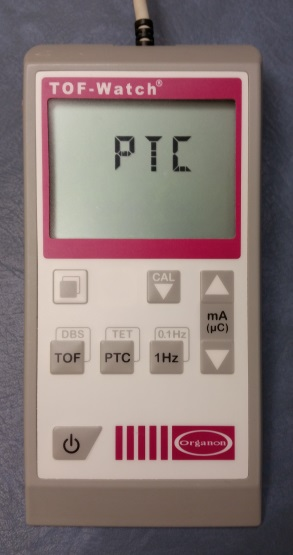 TOF-Watch®
PTC
CAL
mA
(µC)
DBS
TET
0.1Hz
TOF
PTC
1Hz
Organon